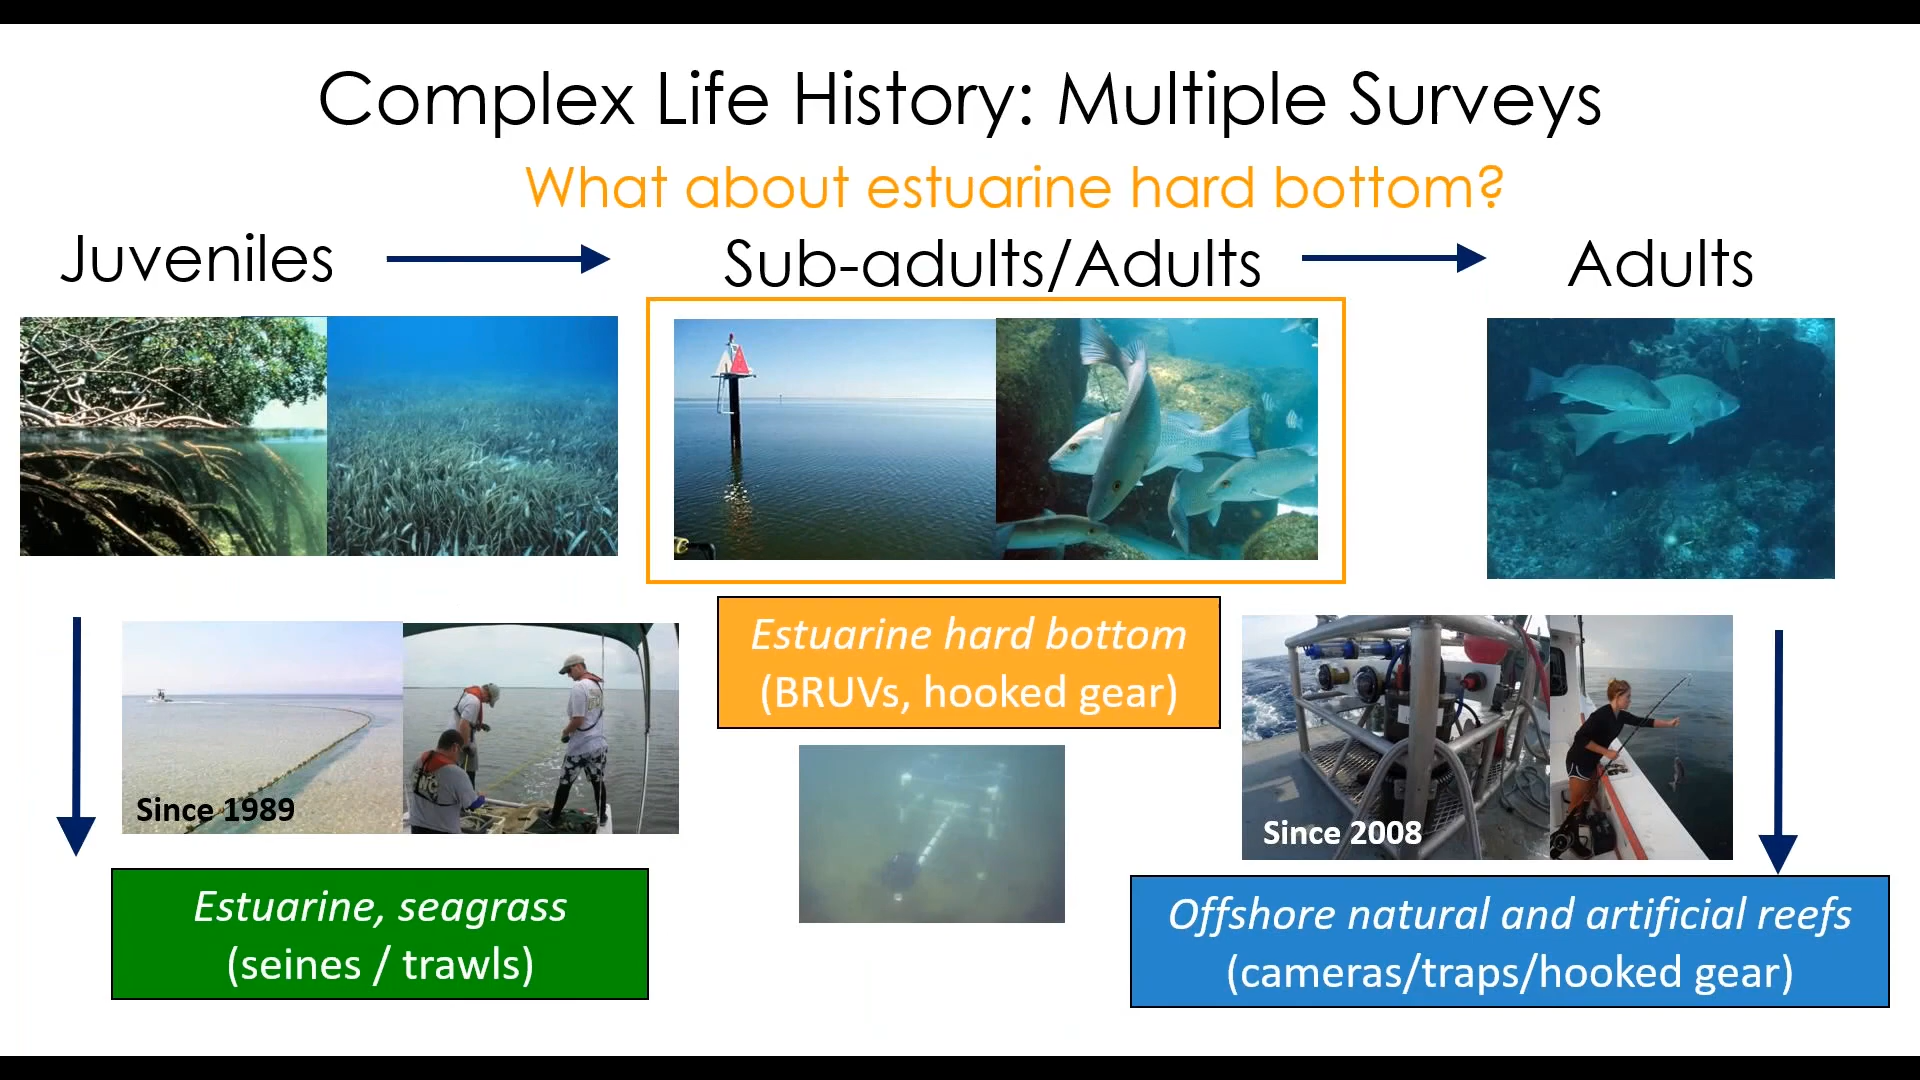 Complex Life History: Multiple Surveys
What about estuarine hard bottom?
Juveniles
Sub-adults/Adults
Adults
Since 1989
Estuarine, seagrass
(seines / trawls)
Estuarine hard bottom
(BRUVs, hooked gear)
Since 2008
Offshore natural and artificial reefs
(cameras/traps/hooked gear)